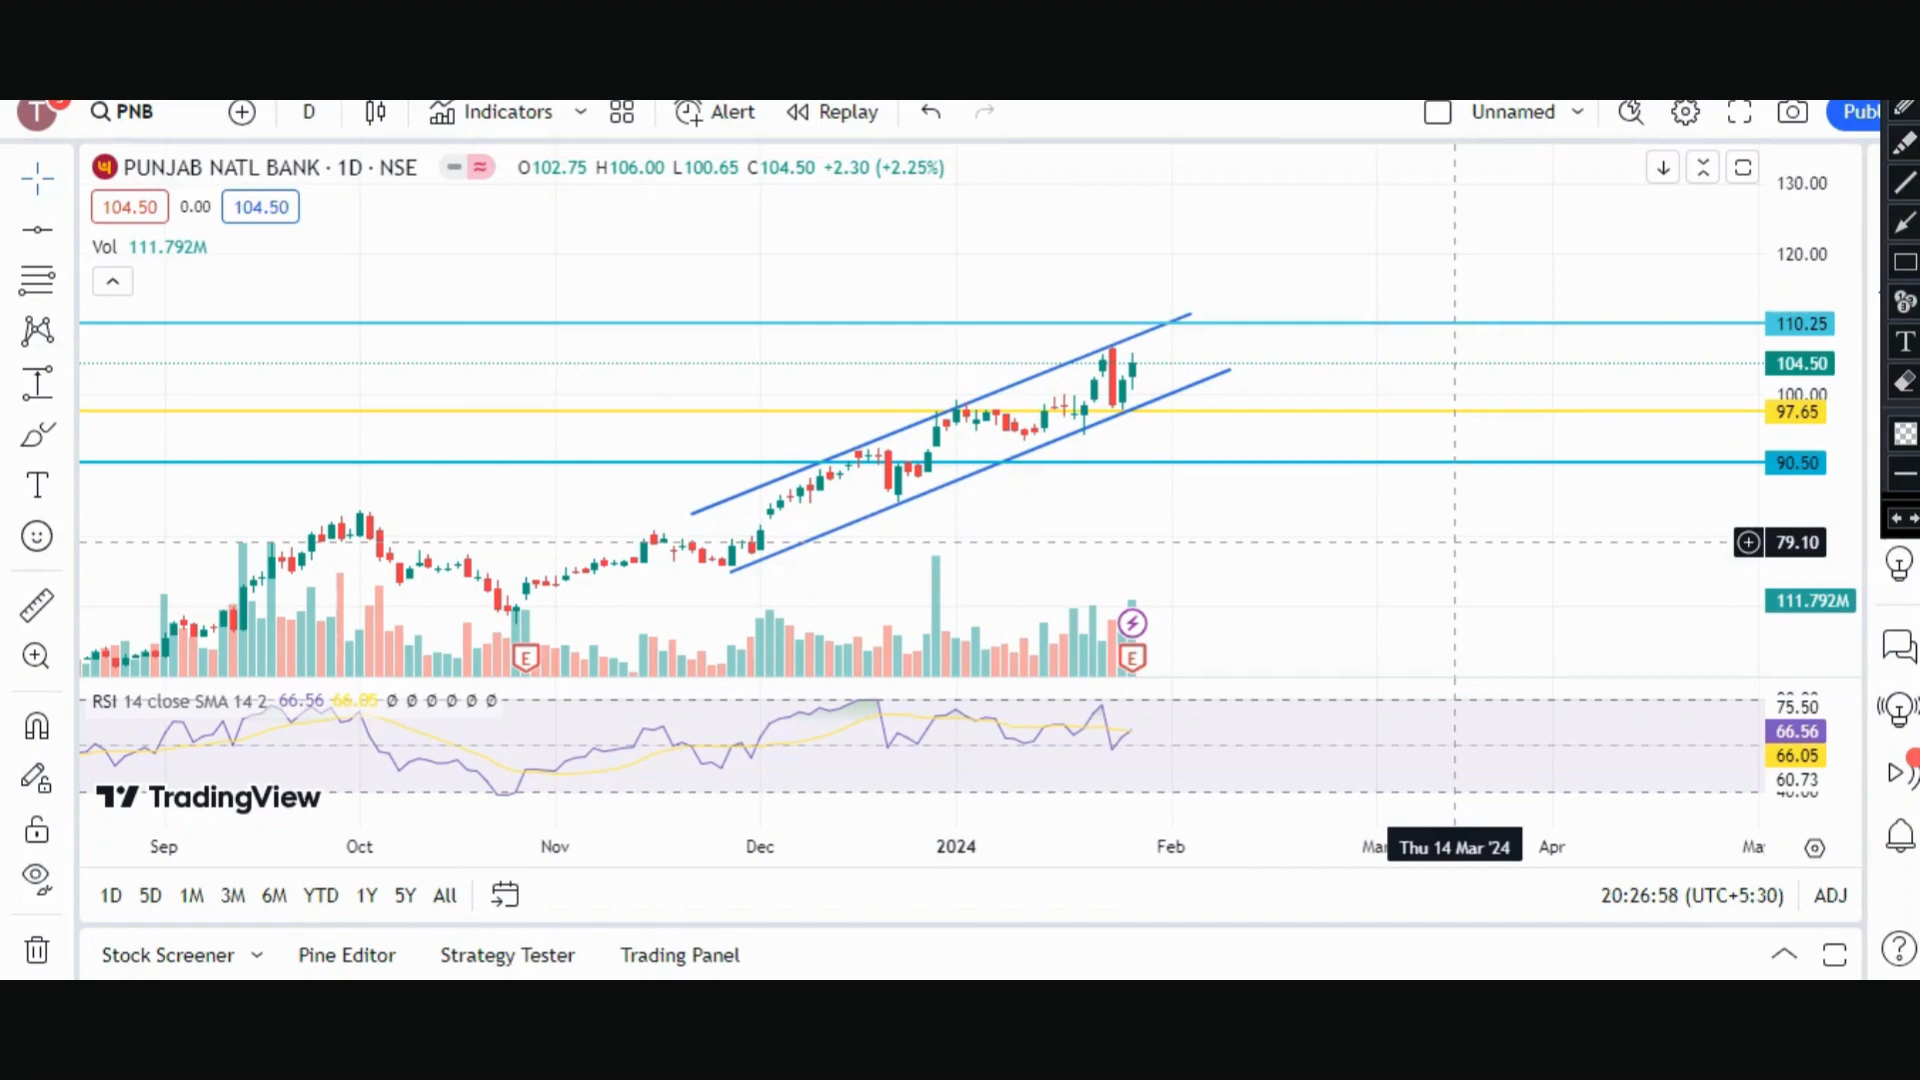 T
PNB
D
Indicators
Alert
Replay
Unnamed
Publ
PUNJAB NATL BANK · 1D · NSE
O102.75 H106.00 L100.65 C104.50 +2.30 (+2.25%)
104.50 0.00 104.50
Vol 111.792M
130.00
120.00
110.25
104.50
100.00
97.65
90.50
79.10
111.792M
E
E
RSI 14 close SMA 14 2 66.56 66.05 Ø Ø Ø Ø Ø Ø
75.50
66.56
66.05
60.73
40.00
TradingView
Sep Oct Nov Dec 2024 Feb Mar Thu 14 Mar '24 Apr Ma
1D 5D 1M 3M 6M YTD 1Y 5Y All
20:26:58 (UTC+5:30) ADJ
Stock Screener Pine Editor Strategy Tester Trading Panel